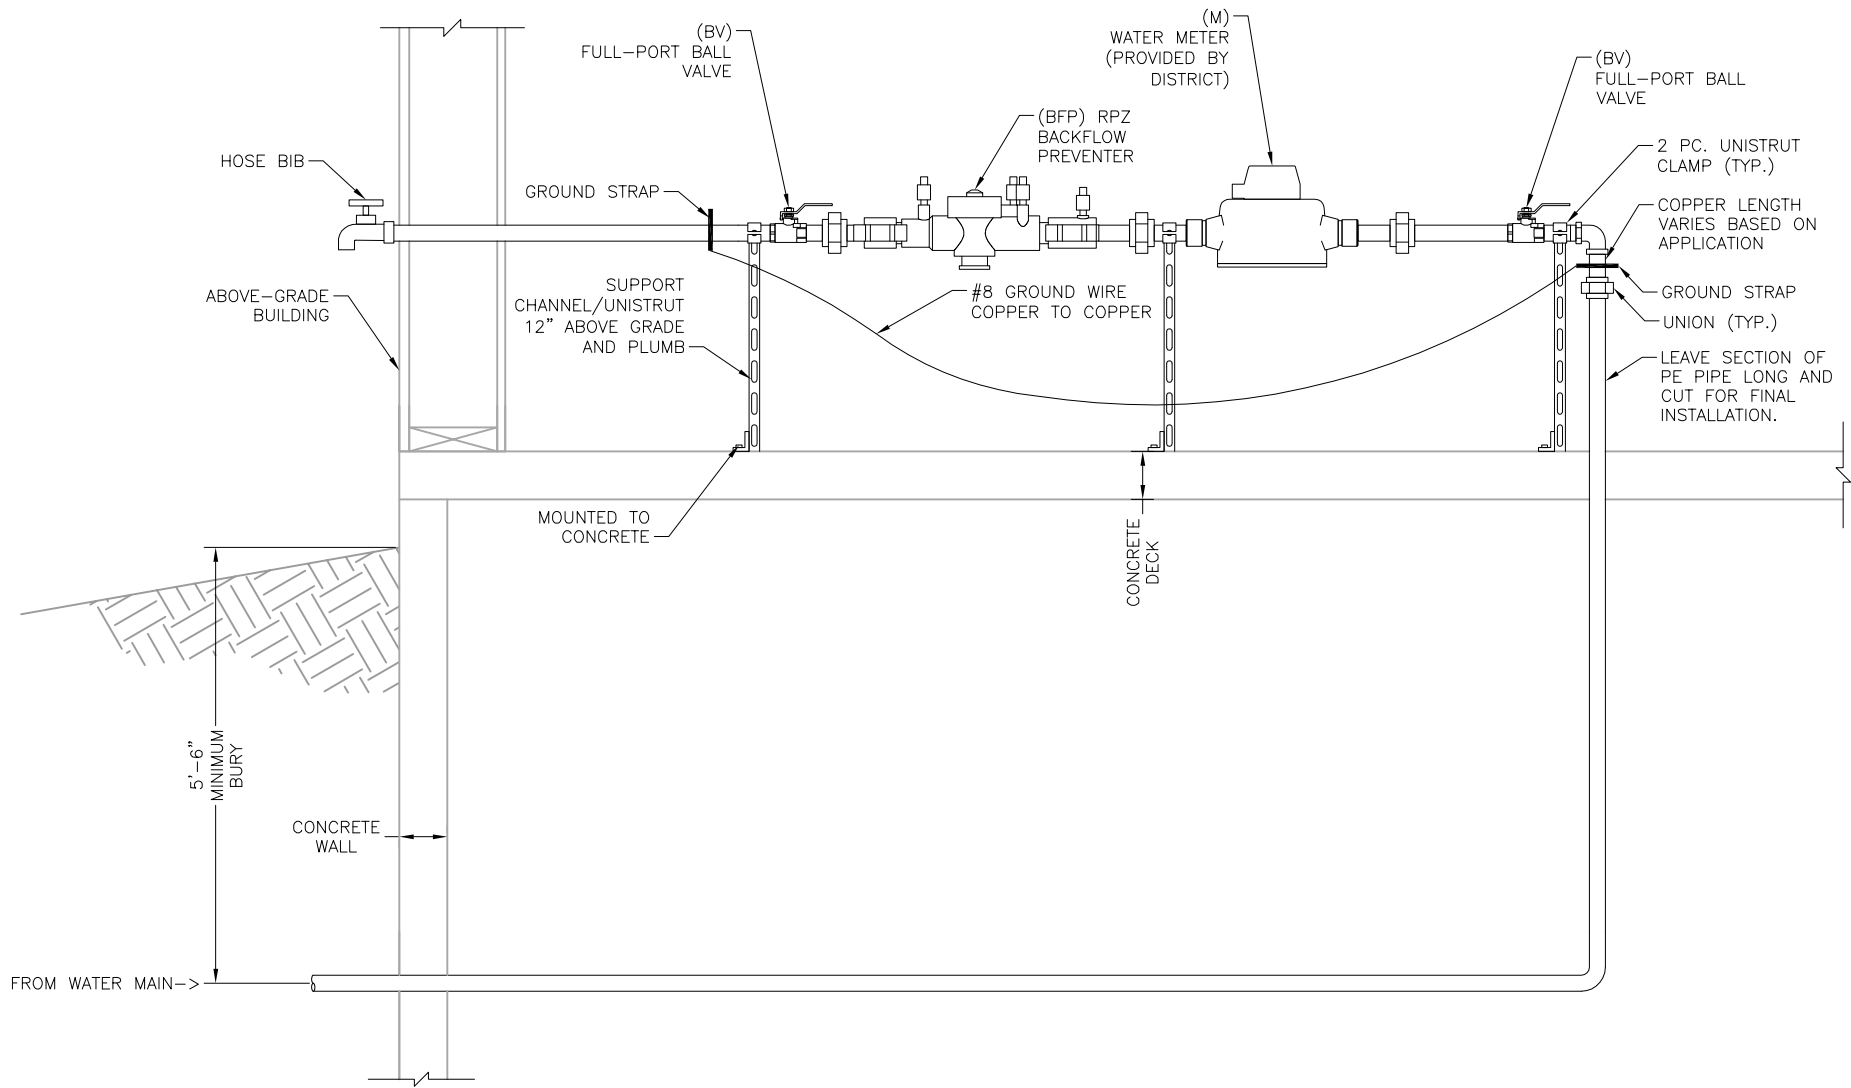 (BV)
FULL-PORT BALL
VALVE
(M)
WATER METER
(PROVIDED BY
DISTRICT)
(BV)
FULL-PORT BALL
VALVE
(BFP) RPZ
BACKFLOW
PREVENTER
2 PC. UNISTRUT
CLAMP (TYP.)
HOSE BIB
GROUND STRAP
COPPER LENGTH
VARIES BASED ON
APPLICATION
ABOVE-GRADE
BUILDING
SUPPORT
CHANNEL/UNISTRUT
12" ABOVE GRADE
AND PLUMB
#8 GROUND WIRE
COPPER TO COPPER
GROUND STRAP
UNION (TYP.)
LEAVE SECTION OF
PE PIPE LONG AND
CUT FOR FINAL
INSTALLATION.
MOUNTED TO
CONCRETE
CONCRETE
DECK
5'-6"
MINIMUM
BURY
CONCRETE
WALL
FROM WATER MAIN->